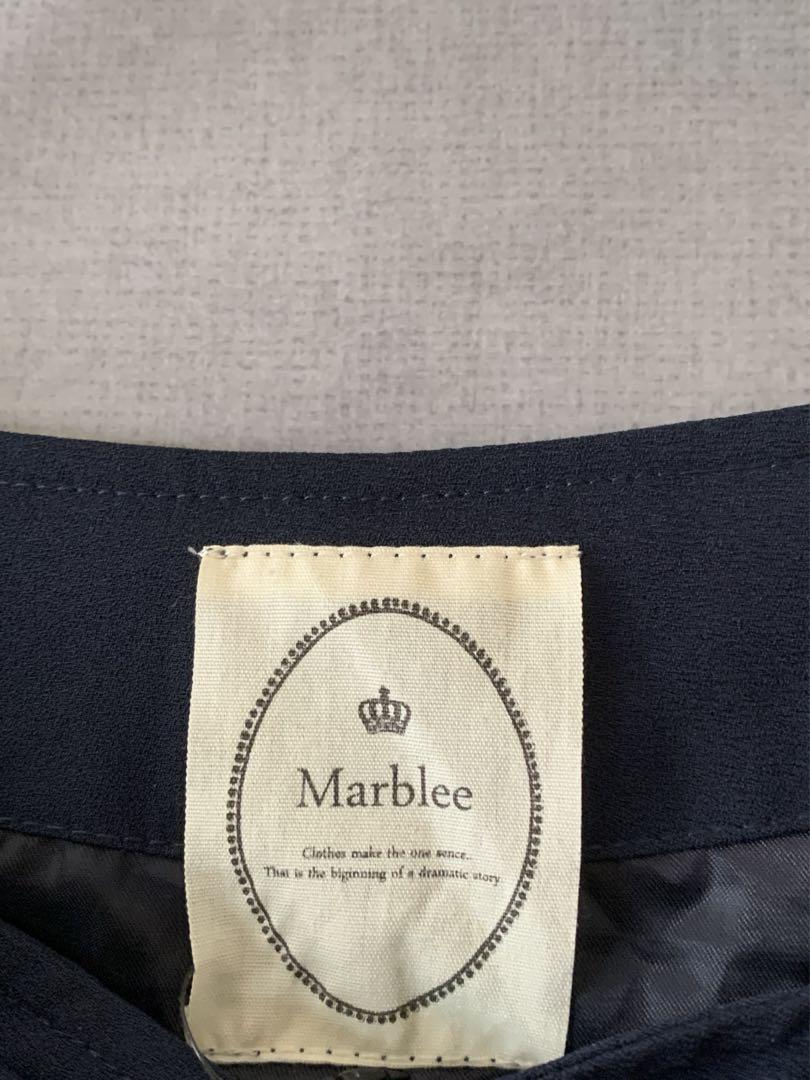 Marblee
Clothes make the one sence..
That is the biginning of a dramatic story